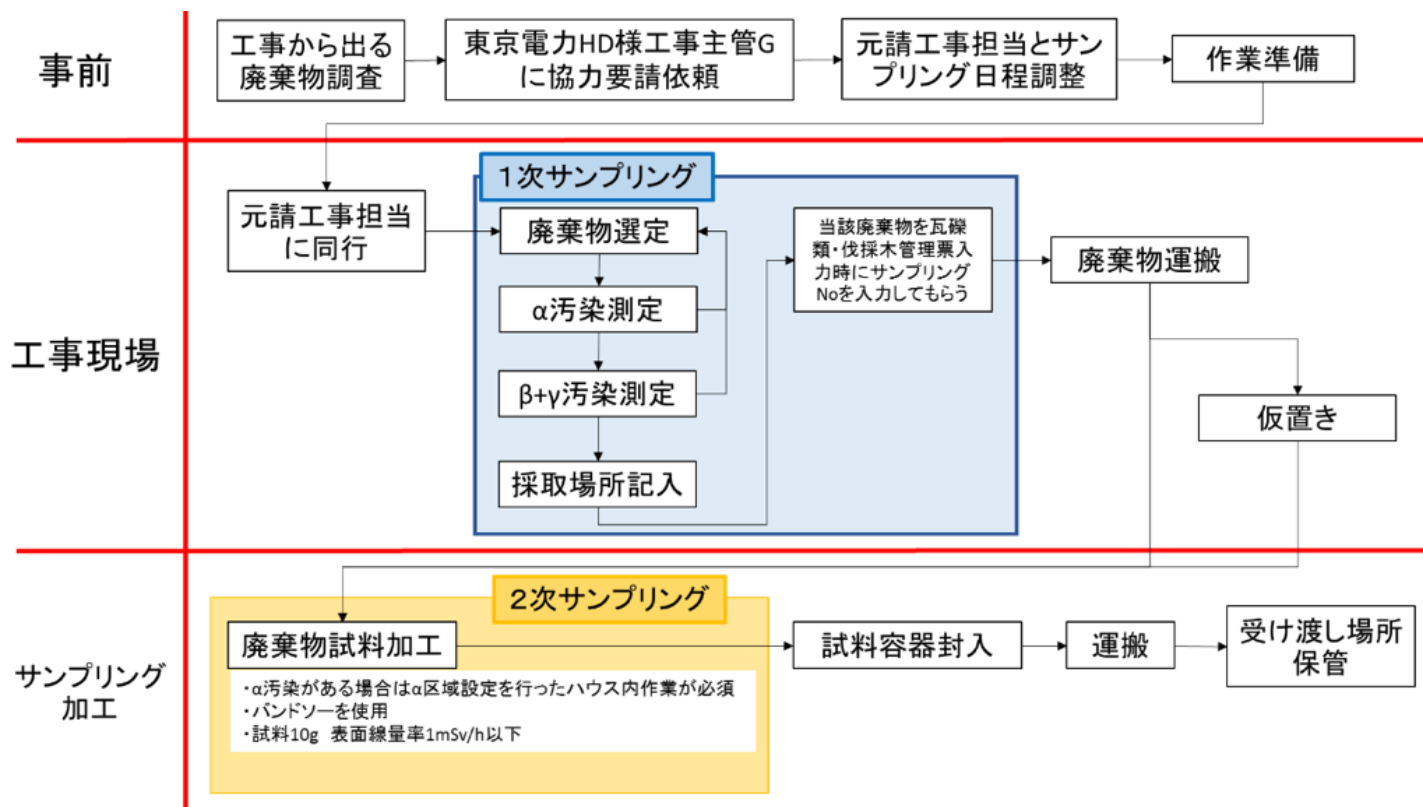 事前
工事から出る
廃棄物調査
東京電力HD様工事主管G
に協力要請依頼
元請工事担当とサン
プリング日程調整
作業準備
工事現場
元請工事担当
に同行
1次サンプリング
廃棄物選定
α汚染測定
β+γ汚染測定
採取場所記入
当該廃棄物を瓦礫
類・伐採木管理票入
力時にサンプリング
Noを入力してもらう
廃棄物運搬
仮置き
サンプリング
加工
2次サンプリング
廃棄物試料加工
・α汚染がある場合はα区域設定を行ったハウス内作業が必須
・バンドソーを使用
・試料10g 表面線量率1mSv/h以下
試料容器封入
運搬
受け渡し場所
保管